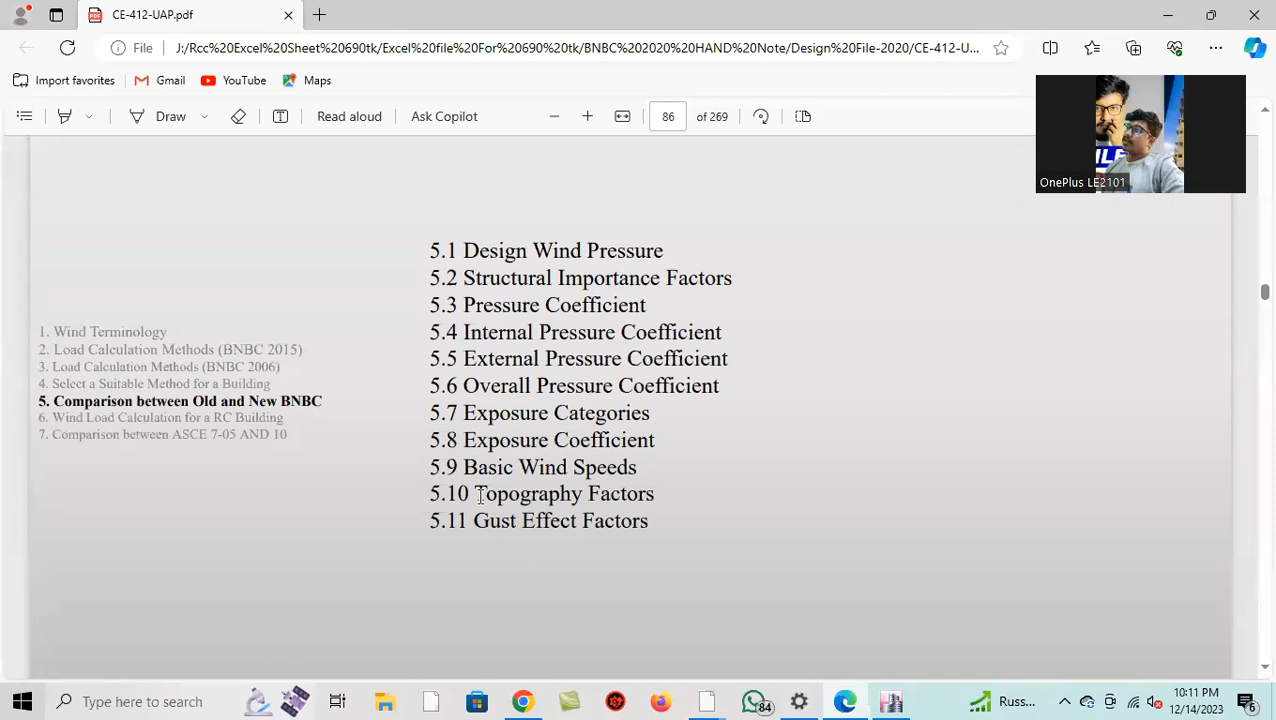 CE-412-UAP.pdf
File
J:/Rcc%20Excel%20Sheet%20690tk/Excel%20file%20For%20690%20tk/BNBC%202020%20HAND%20Note/Design%20File-2020/CE-412-U...
Import favorites
Gmail
YouTube
Maps
Draw
Read aloud
Ask Copilot
86
of 269
OnePlus LE2101
5.1 Design Wind Pressure
5.2 Structural Importance Factors
5.3 Pressure Coefficient
5.4 Internal Pressure Coefficient
5.5 External Pressure Coefficient
5.6 Overall Pressure Coefficient
5.7 Exposure Categories
5.8 Exposure Coefficient
5.9 Basic Wind Speeds
5.10 Topography Factors
5.11 Gust Effect Factors
1. Wind Terminology
2. Load Calculation Methods (BNBC 2015)
3. Load Calculation Methods (BNBC 2006)
4. Select a Suitable Method for a Building
5. Comparison between Old and New BNBC
6. Wind Load Calculation for a RC Building
7. Comparison between ASCE 7-05 AND 10
Type here to search
84
Russ...
10:11 PM
12/14/2023
6